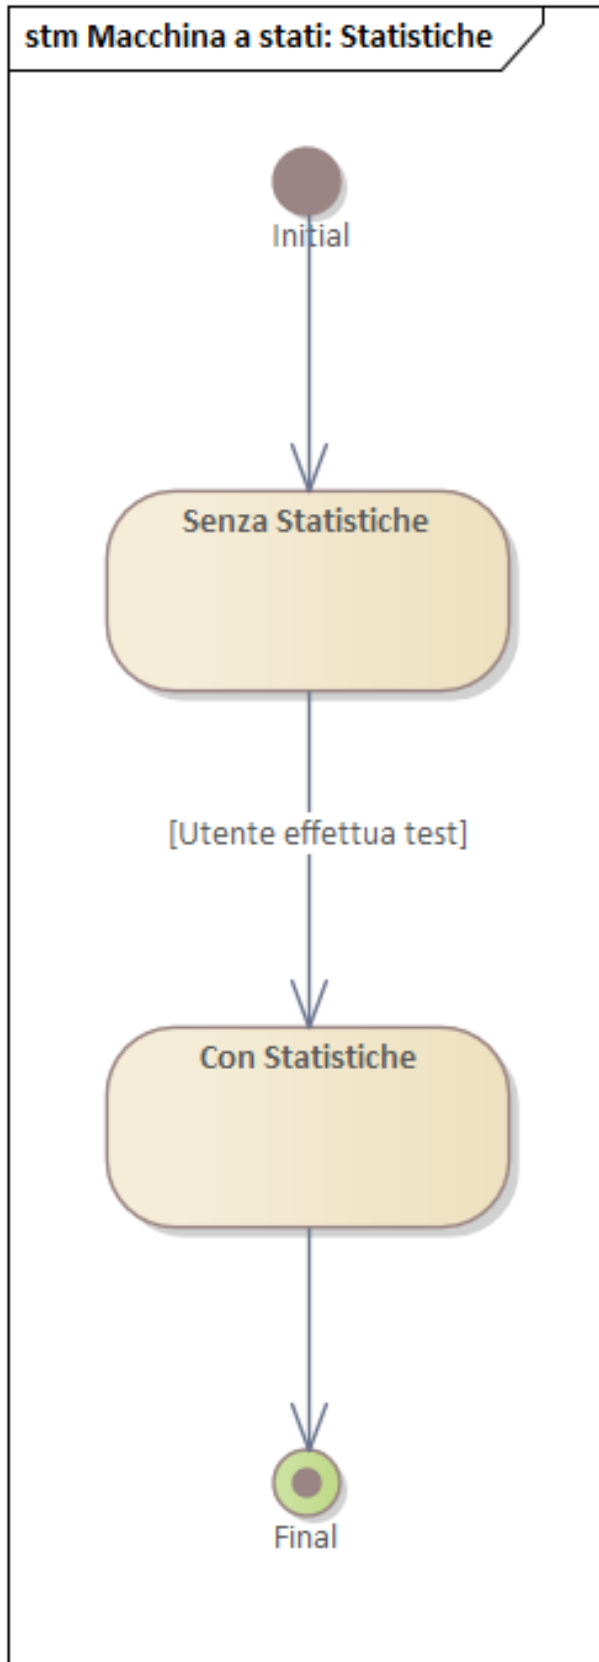 stm Macchina a stati: Statistiche
Initial
Senza Statistiche
[Utente effettua test]
Con Statistiche
Final